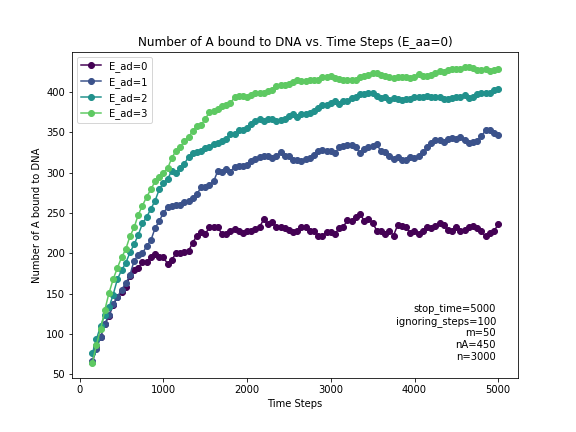 Number of A bound to DNA vs. Time Steps (E_aa=0)
E_ad=0
E_ad=1
E_ad=2
E_ad=3
Number of A bound to DNA
400
350
300
250
200
150
100
50
stop_time=5000
ignoring_steps=100
m=50
nA=450
n=3000
0
1000
2000
3000
4000
5000
Time Steps